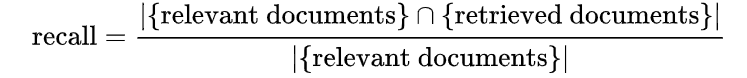 recall = |{relevant documents} ∩ {retrieved documents}|
|{relevant documents}|